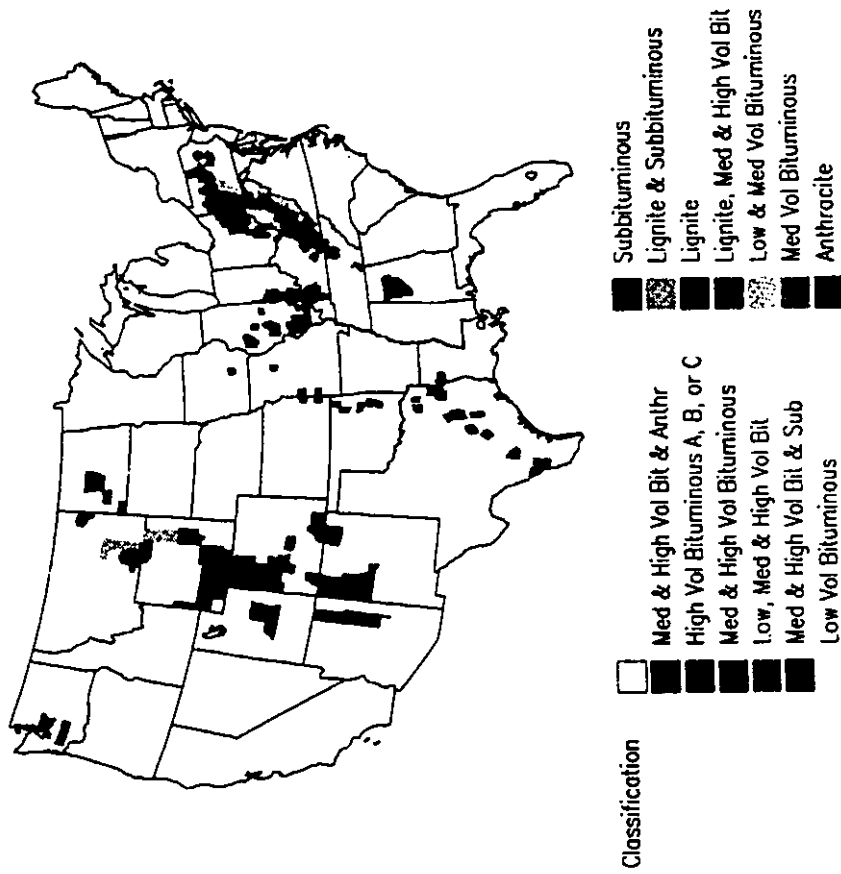 Classification
Med & High Vol Bit & Anthr
High Vol Bituminous A, B, or C
Med & High Vol Bituminous
Low, Med & High Vol Bit
Med & High Vol Bit & Sub
Low Vol Bituminous
Subbituminous
Lignite & Subbituminous
Lignite
Lignite, Med & High Vol Bit
Low & Med Vol Bituminous
Med Vol Bituminous
Anthracite